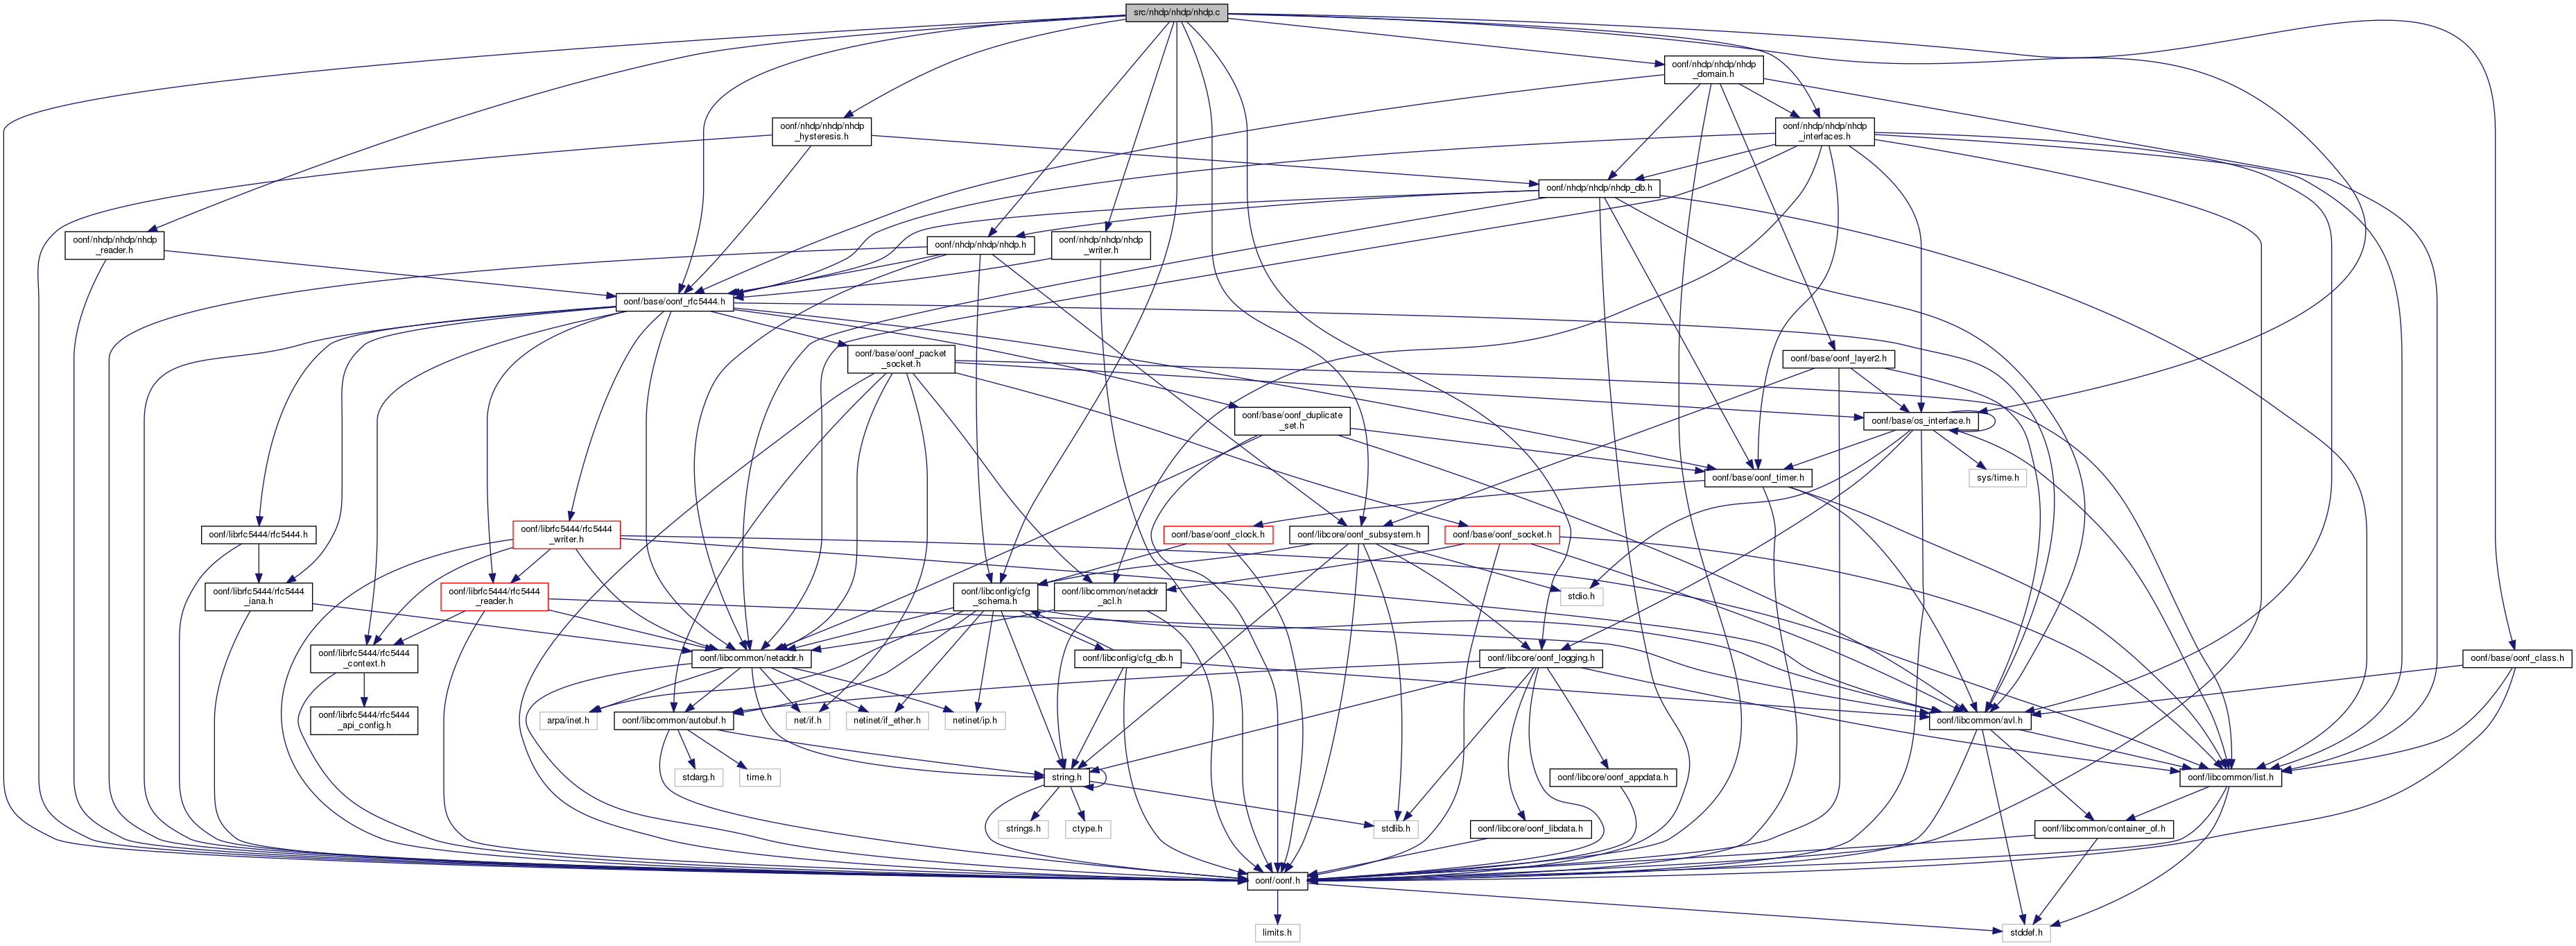 src/nhdp/nhdp/nhdp.c
oonf/nhdp/nhdp/nhdp
_domain.h
oonf/nhdp/nhdp/nhdp
_hysteresis.h
oonf/nhdp/nhdp/nhdp
_interfaces.h
oonf/nhdp/nhdp/nhdp_db.h
oonf/nhdp/nhdp/nhdp
_reader.h
oonf/nhdp/nhdp/nhdp.h
oonf/nhdp/nhdp/nhdp
_writer.h
oonf/base/oonf_rfc5444.h
oonf/base/oonf_packet
_socket.h
oonf/base/oonf_layer2.h
oonf/base/oonf_duplicate
_set.h
oonf/base/os_interface.h
oonf/base/oonf_timer.h
sys/time.h
oonf/librfc5444/rfc5444.h
oonf/librfc5444/rfc5444
_writer.h
oonf/base/oonf_clock.h
oonf/libcore/oonf_subsystem.h
oonf/base/oonf_socket.h
oonf/librfc5444/rfc5444
_iana.h
oonf/librfc5444/rfc5444
_reader.h
oonf/libconfig/cfg
_schema.h
oonf/libcommon/netaddr
_acl.h
stdio.h
oonf/librfc5444/rfc5444
_context.h
oonf/libcommon/netaddr.h
oonf/libconfig/cfg_db.h
oonf/libcore/oonf_logging.h
oonf/base/oonf_class.h
oonf/librfc5444/rfc5444
_api_config.h
arpa/inet.h
oonf/libcommon/autobuf.h
net/if.h
netinet/if_ether.h
netinet/ip.h
oonf/libcommon/avl.h
stdarg.h
time.h
string.h
oonf/libcore/oonf_appdata.h
oonf/libcommon/list.h
strings.h
ctype.h
stdlib.h
oonf/libcore/oonf_libdata.h
oonf/libcommon/container_of.h
oonf/oonf.h
limits.h
stddef.h